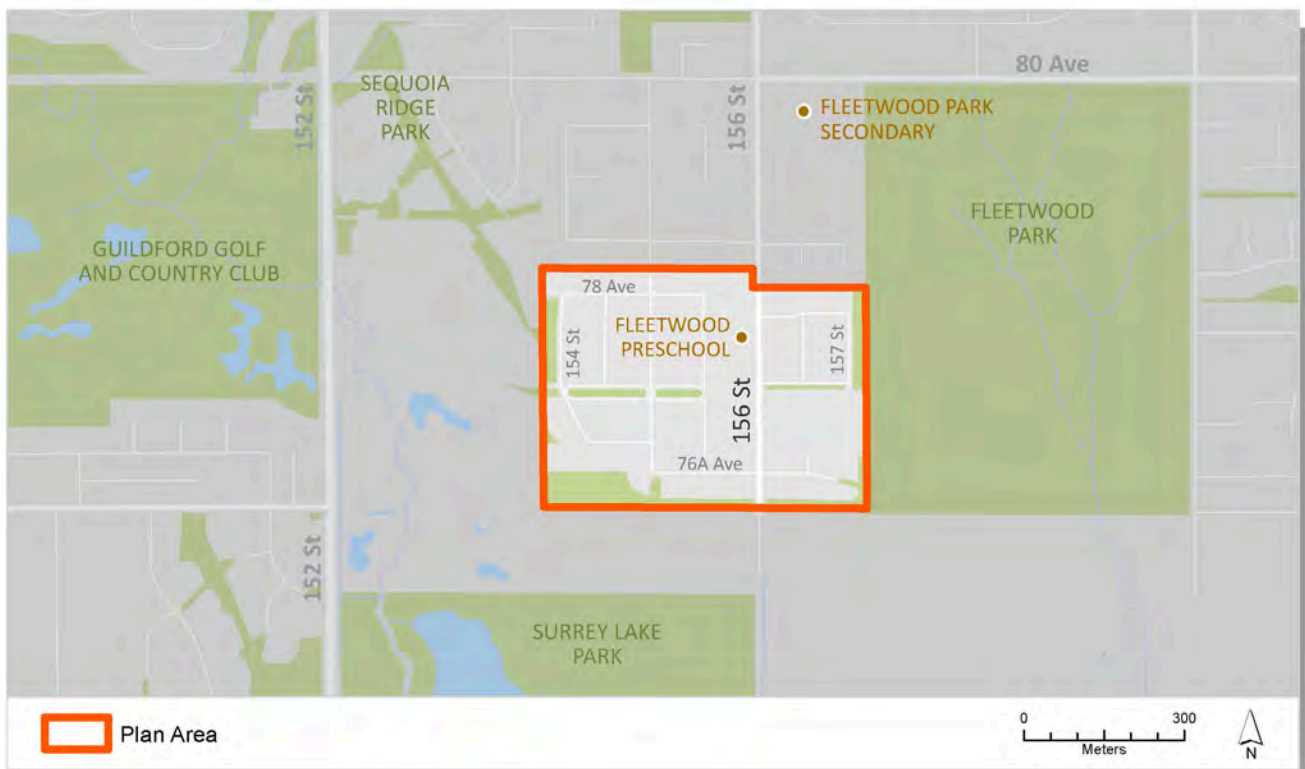 80 Ave
SEQUOIA
RIDGE
PARK
152 St
156 St
FLEETWOOD PARK
SECONDARY
FLEETWOOD
PARK
GUILDFORD GOLF
AND COUNTRY CLUB
78 Ave
FLEETWOOD
PRESCHOOL
154 St
157 St
156 St
76A Ave
152 St
SURREY LAKE
PARK
Plan Area
0 300
Meters
N